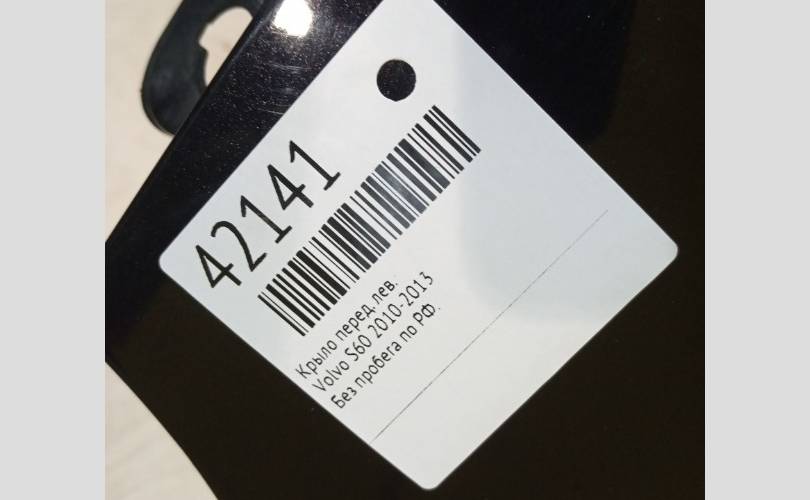 42141
Крыло перед. лев.
Volvo S60 2010-2013
Без пробега по РФ.